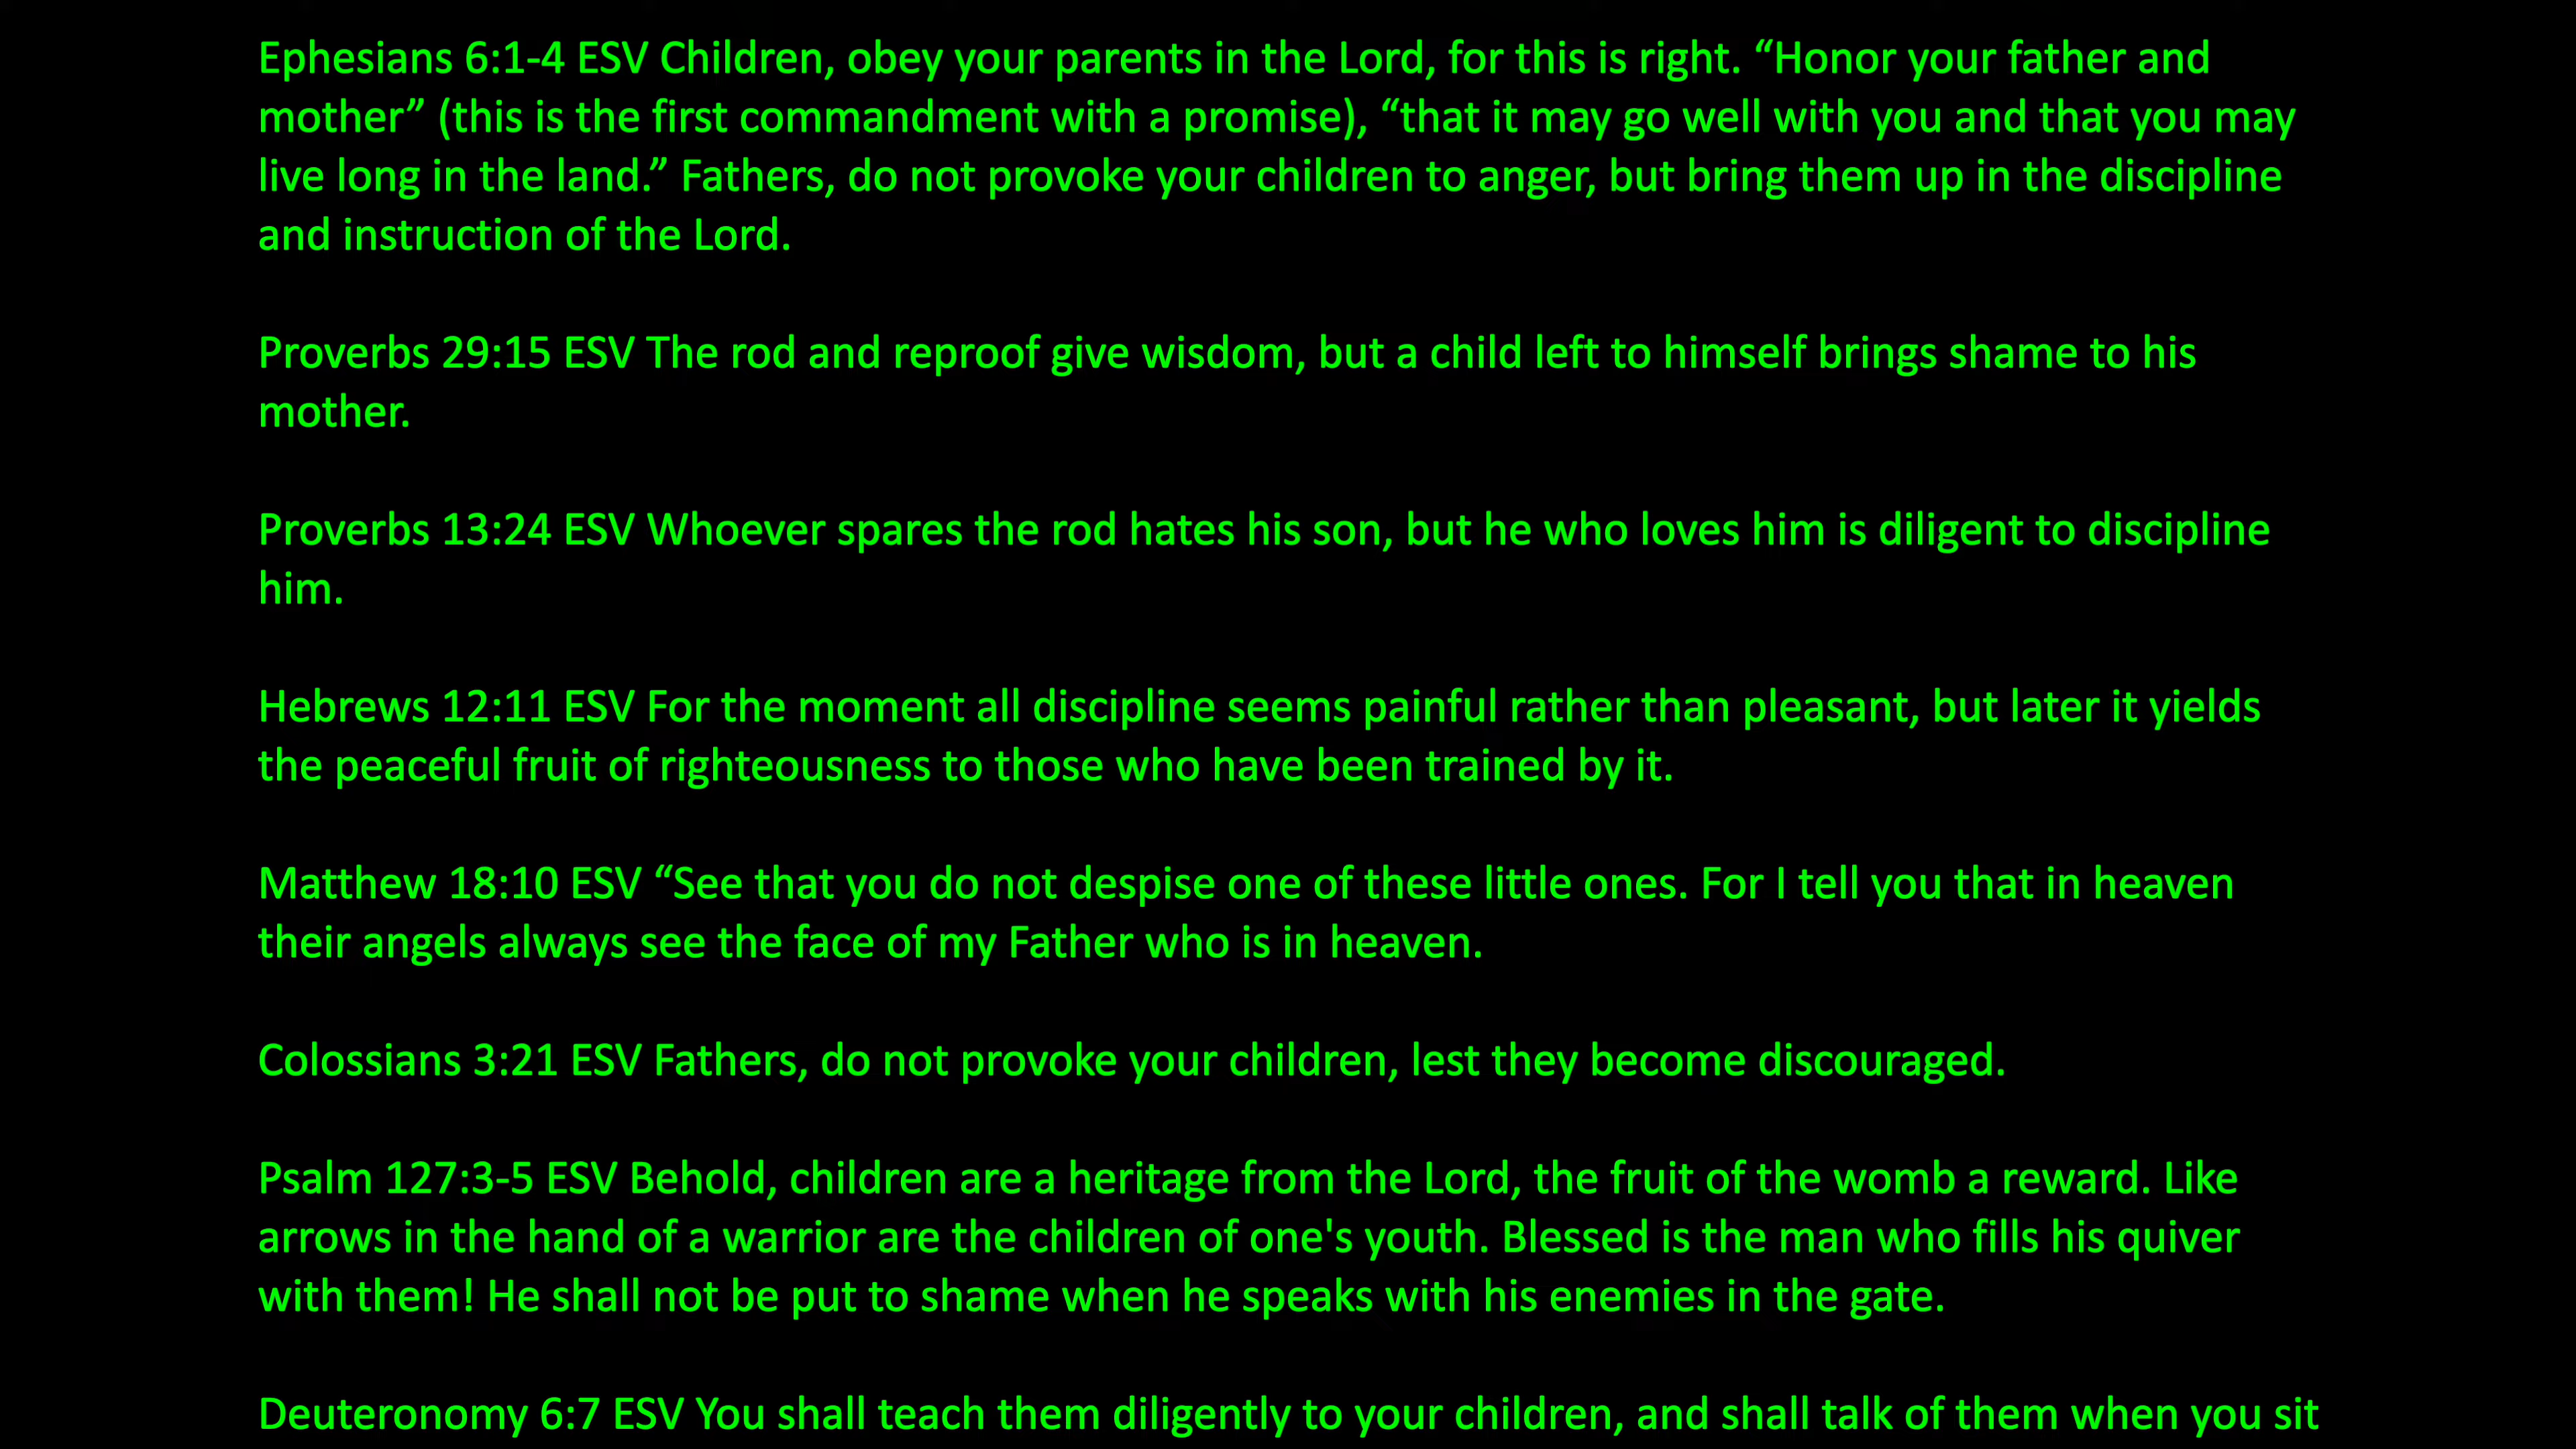 Ephesians 6:1-4 ESV Children, obey your parents in the Lord, for this is right. “Honor your father and
mother” (this is the first commandment with a promise), “that it may go well with you and that you may
live long in the land.” Fathers, do not provoke your children to anger, but bring them up in the discipline
and instruction of the Lord.
Proverbs 29:15 ESV The rod and reproof give wisdom, but a child left to himself brings shame to his
mother.
Proverbs 13:24 ESV Whoever spares the rod hates his son, but he who loves him is diligent to discipline
him.
Hebrews 12:11 ESV For the moment all discipline seems painful rather than pleasant, but later it yields
the peaceful fruit of righteousness to those who have been trained by it.
Matthew 18:10 ESV “See that you do not despise one of these little ones. For I tell you that in heaven
their angels always see the face of my Father who is in heaven.
Colossians 3:21 ESV Fathers, do not provoke your children, lest they become discouraged.
Psalm 127:3-5 ESV Behold, children are a heritage from the Lord, the fruit of the womb a reward. Like
arrows in the hand of a warrior are the children of one's youth. Blessed is the man who fills his quiver
with them! He shall not be put to shame when he speaks with his enemies in the gate.
Deuteronomy 6:7 ESV You shall teach them diligently to your children, and shall talk of them when you sit